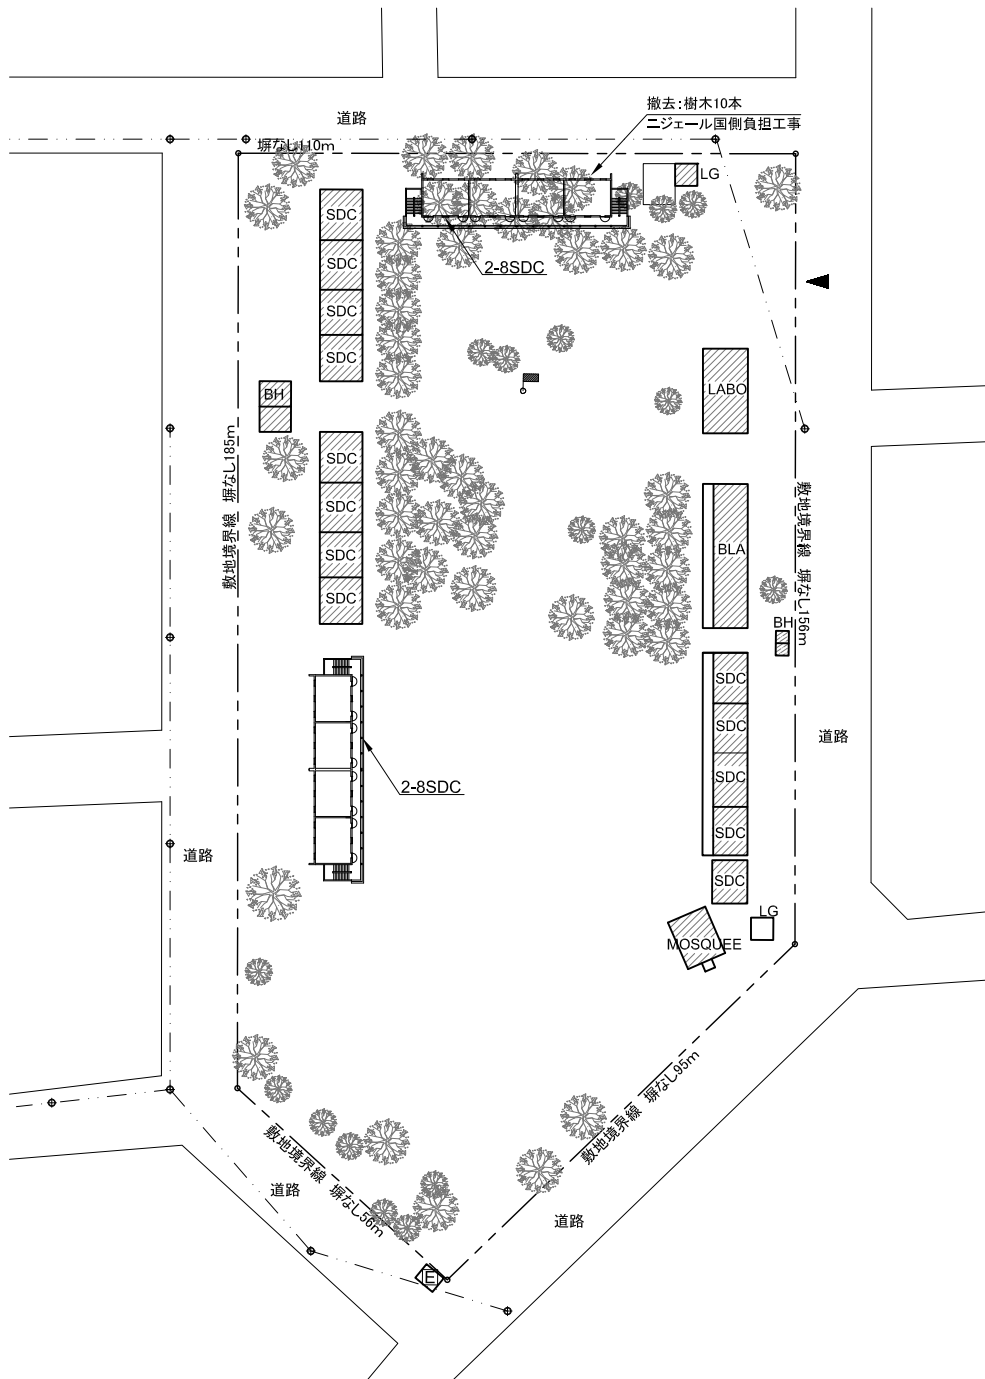 道路
撤去:樹木10本
ニジェール国側負担工事
塀なし110m
LG
SDC
2-8SDC
SDC
SDC
SDC
BH
LABO
敷地境界線 塀なし185m
SDC
SDC
SDC
SDC
敷地境界線 塀なし156m
BLA
BH
SDC
SDC
SDC
SDC
SDC
道路
2-8SDC
道路
LG
MOSQUEE
敷地境界線 塀なし95m
敷地境界線 塀なし56m
道路
道路
E